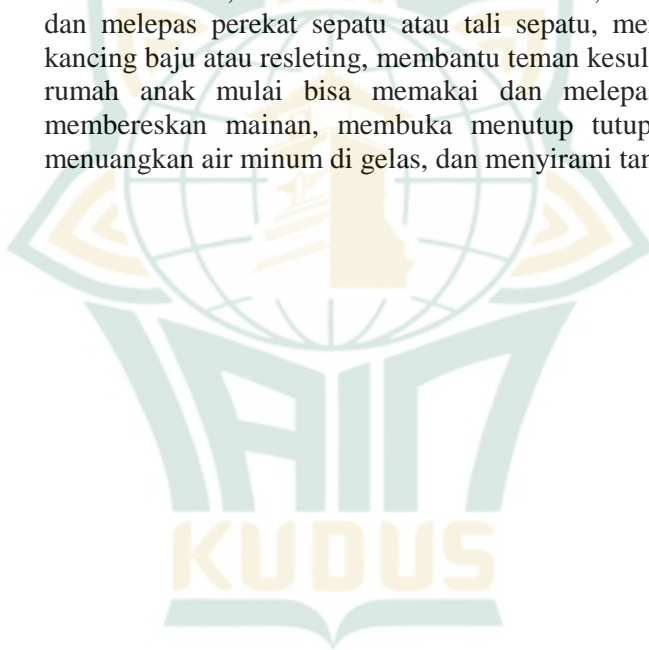 dan melepas perekat sepatu atau tali sepatu,
kancing baju atau resleting, membantu teman
rumah anak mulai bisa memakai dan
membereskan mainan, membuka menutup
menuangkan air minum di gelas, dan menyirami
IAIN
KUDUS